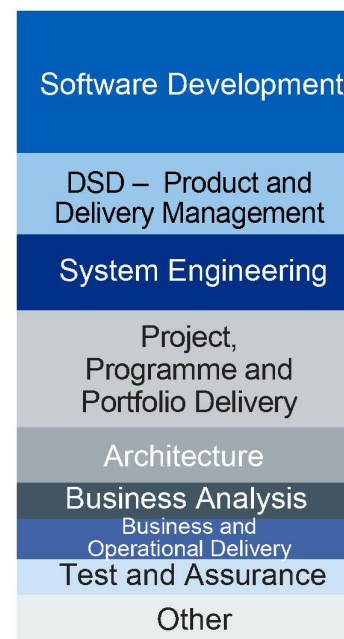 Software Development
DSD – Product and
Delivery Management
System Engineering
Project,
Programme and
Portfolio Delivery
Architecture
Business Analysis
Business and
Operational Delivery
Test and Assurance
Other